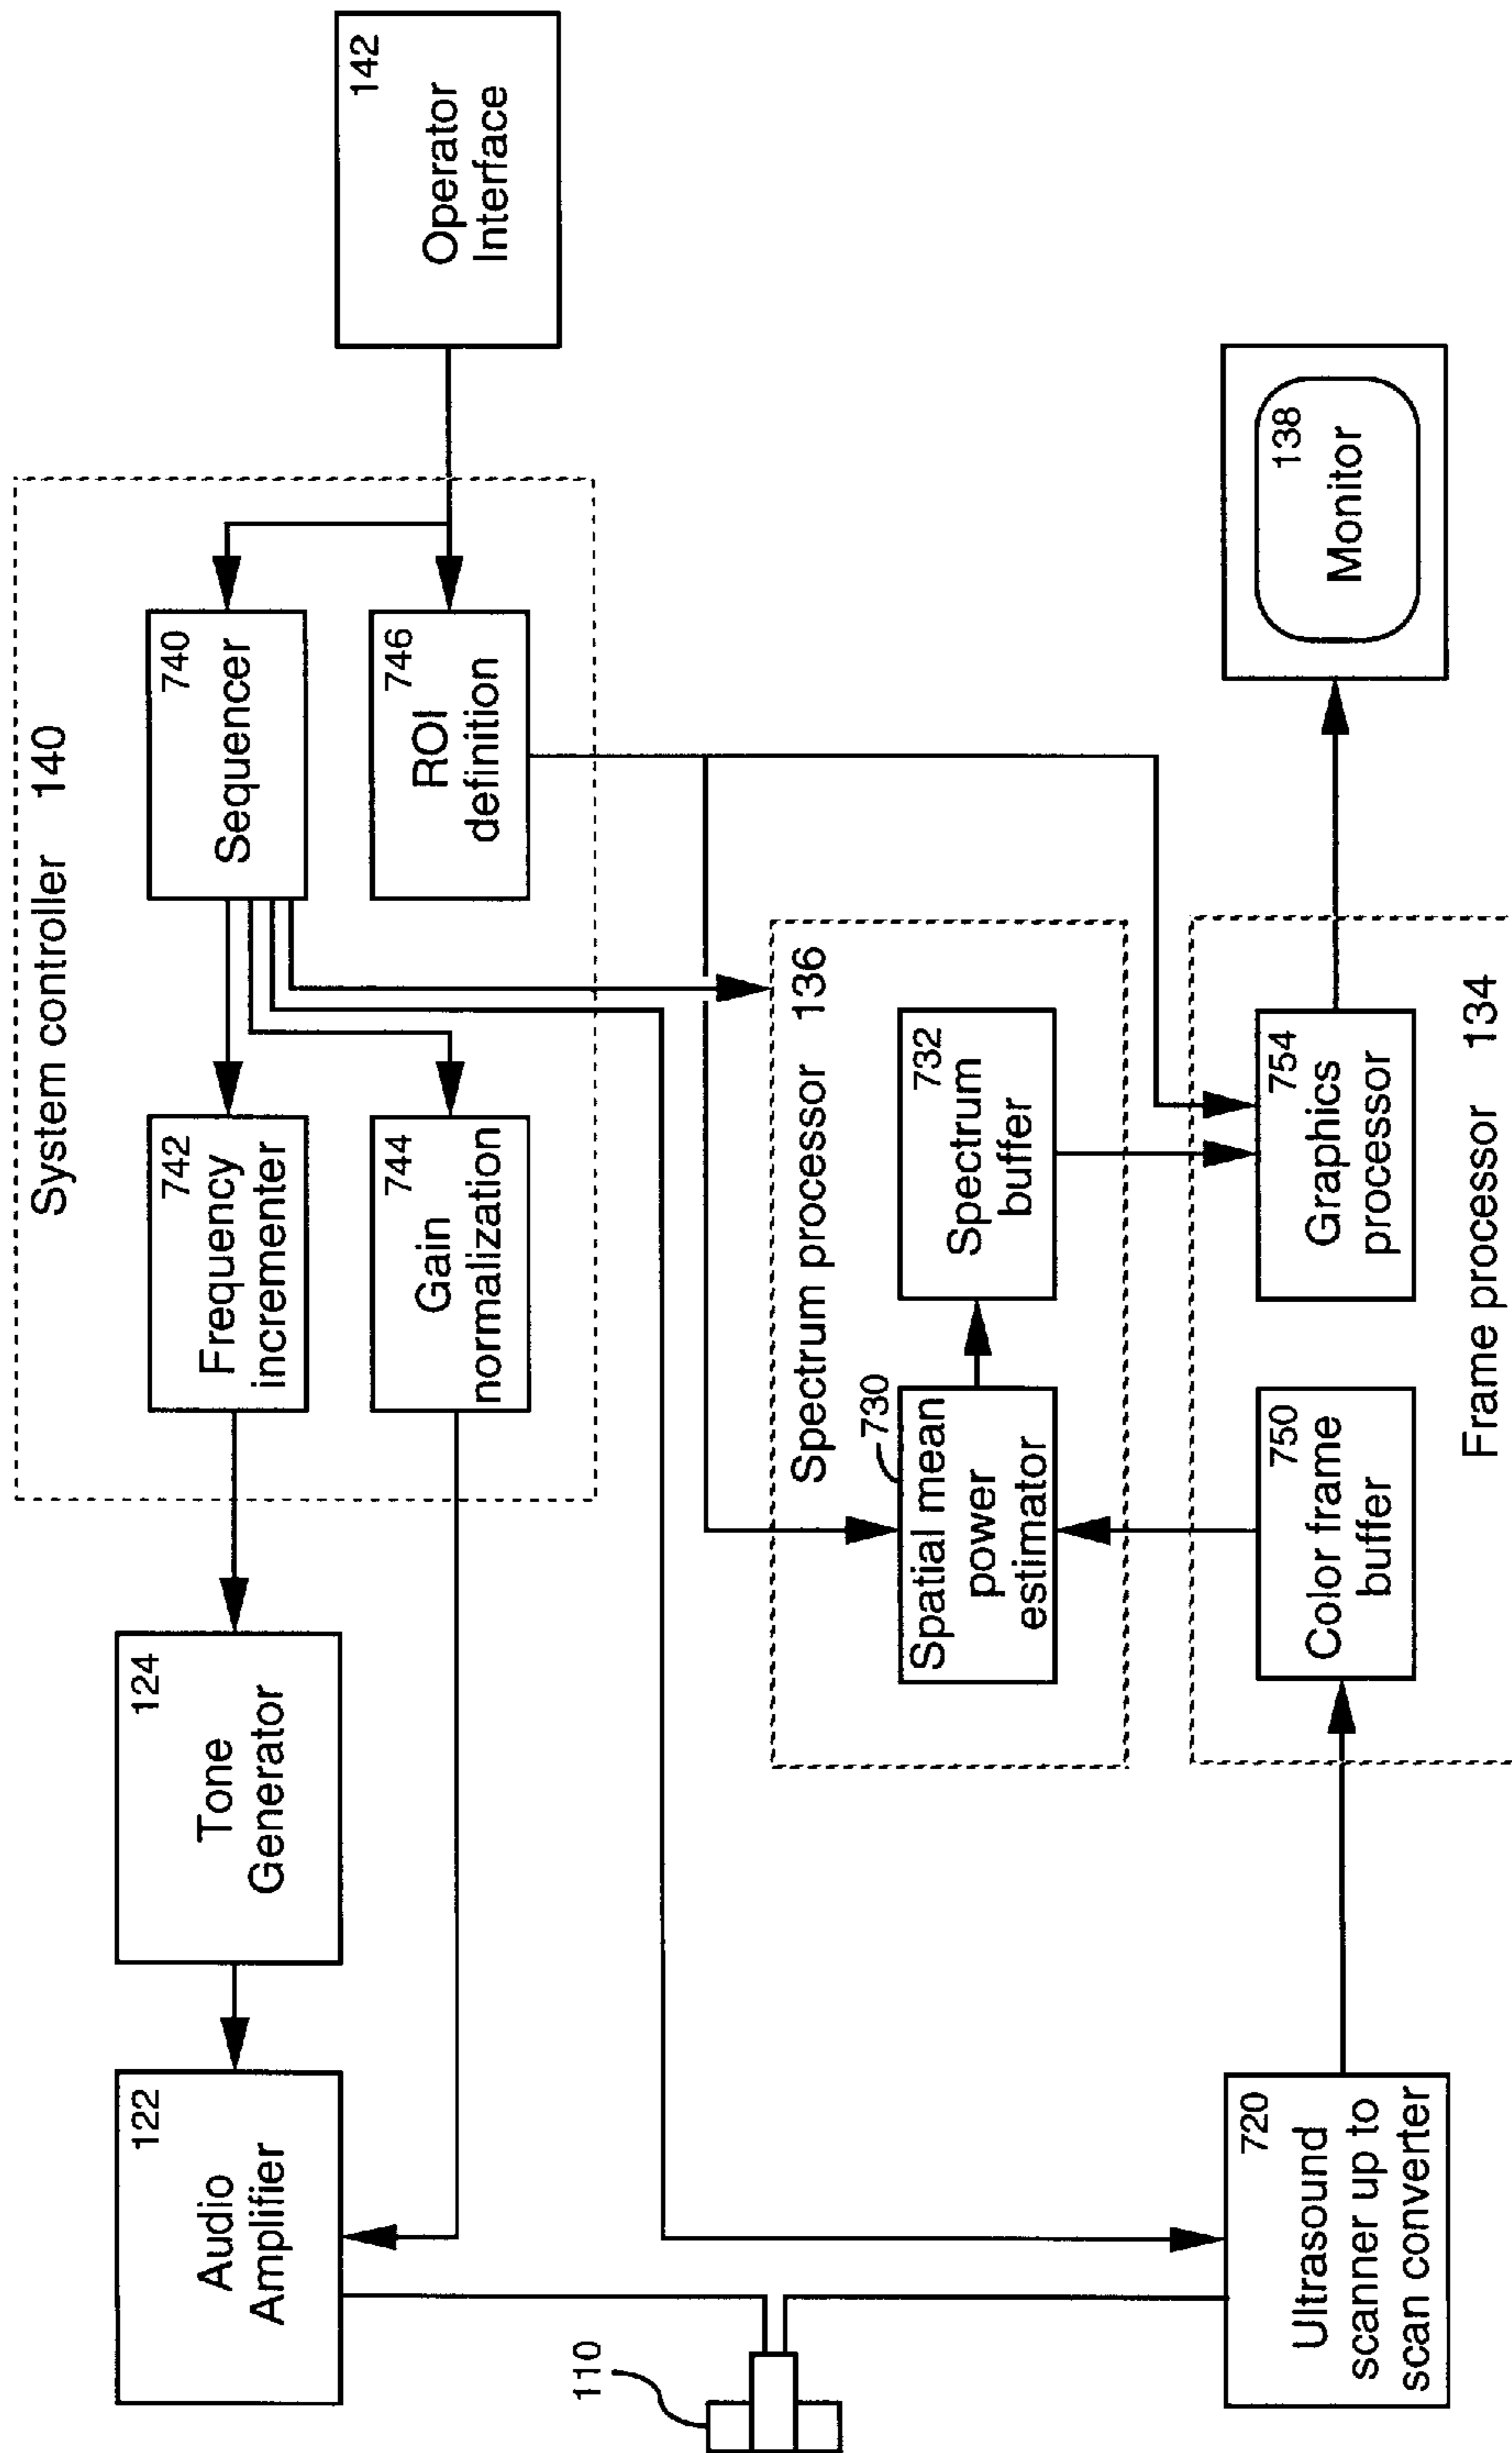 122
Audio
Amplifier
124
Tone
Generator
System controller 140
742
Frequency
incrementer
740
Sequencer
744
Gain
normalization
746
ROI
definition
142
Operator
Interface
110
Spectrum processor 136
730
Spatial mean
power
estimator
732
Spectrum
buffer
720
Ultrasound
scanner up to
scan converter
750
Color frame
buffer
754
Graphics
processor
Frame processor 134
138
Monitor